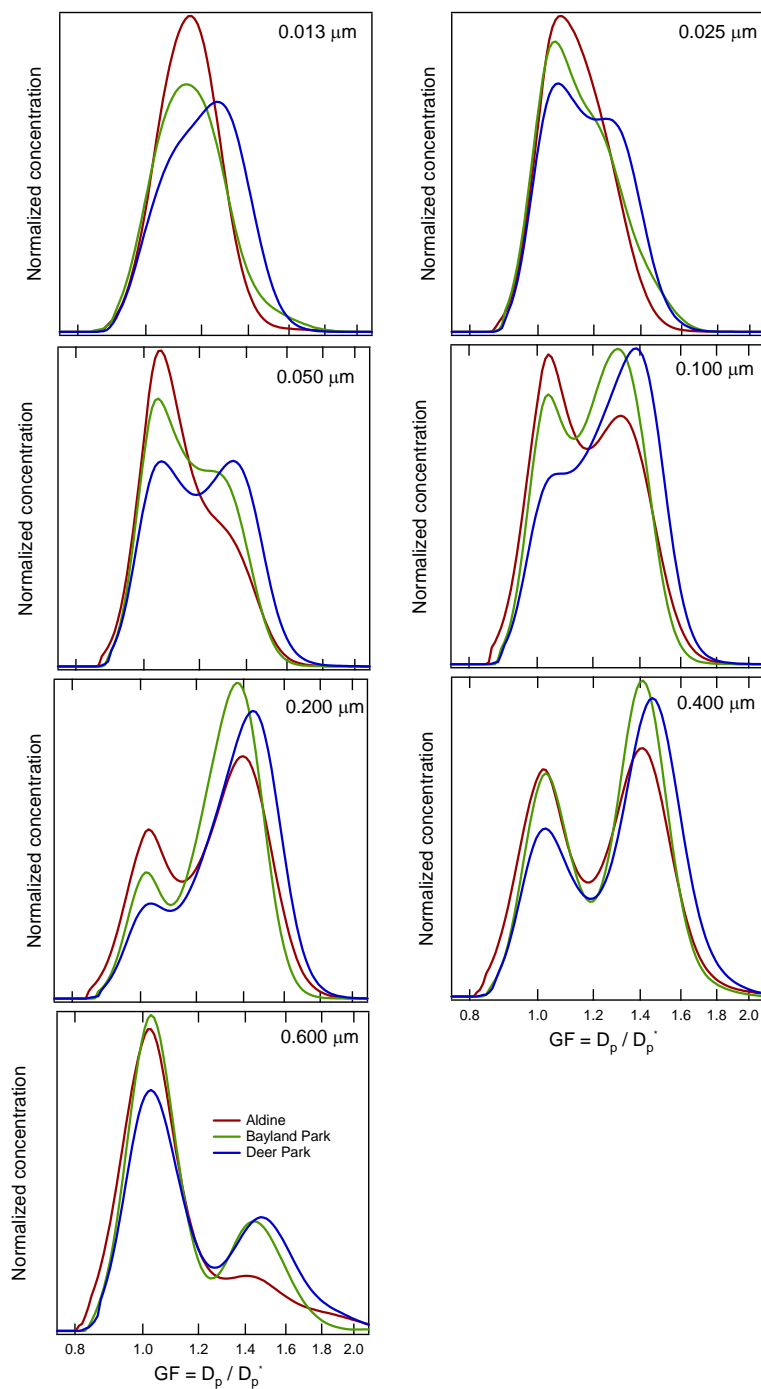 0.013 μm
Normalized concentration
0.025 μm
Normalized concentration
0.050 μm
Normalized concentration
0.100 μm
Normalized concentration
0.200 μm
Normalized concentration
0.400 μm
Normalized concentration
0.8 1.0 1.2 1.4 1.6 1.8 2.0
GF = Dp / Dp*
0.600 μm
Normalized concentration
Aldine
Bayland Park
Deer Park
0.8 1.0 1.2 1.4 1.6 1.8 2.0
GF = Dp / Dp*